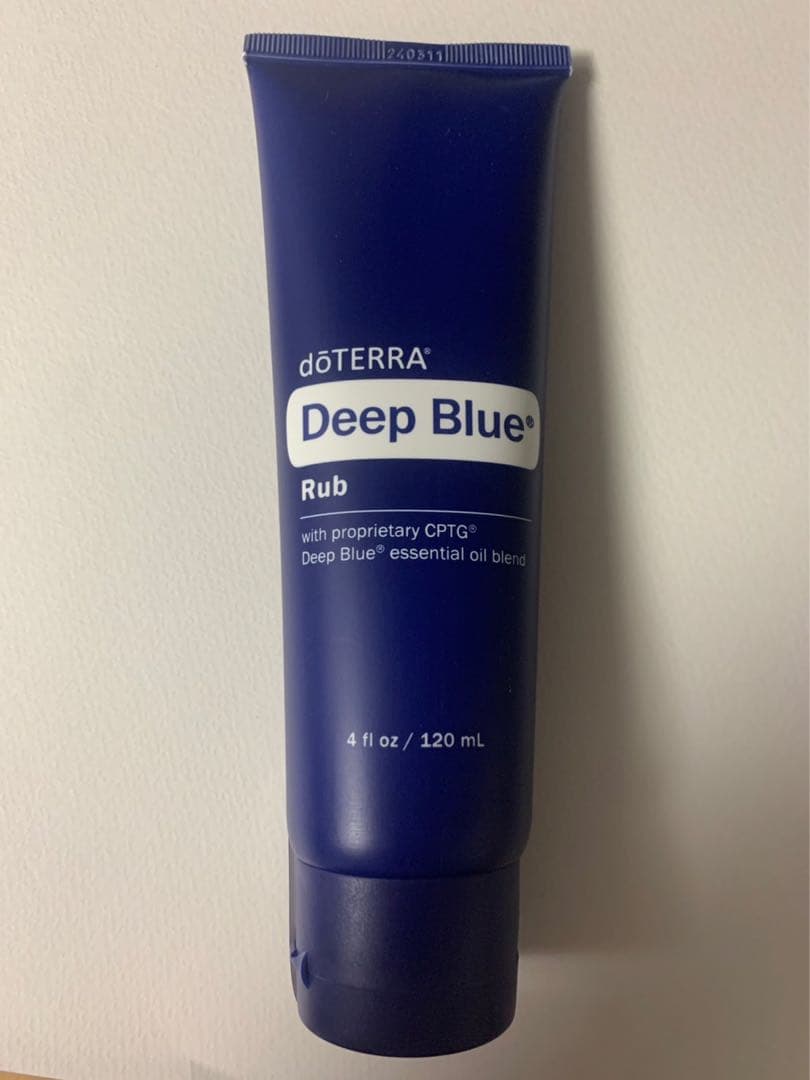 240311
dōTERRA®
Deep Blue®
Rub
with proprietary CPTG®
Deep Blue® essential oil blend
4 fl oz / 120 mL